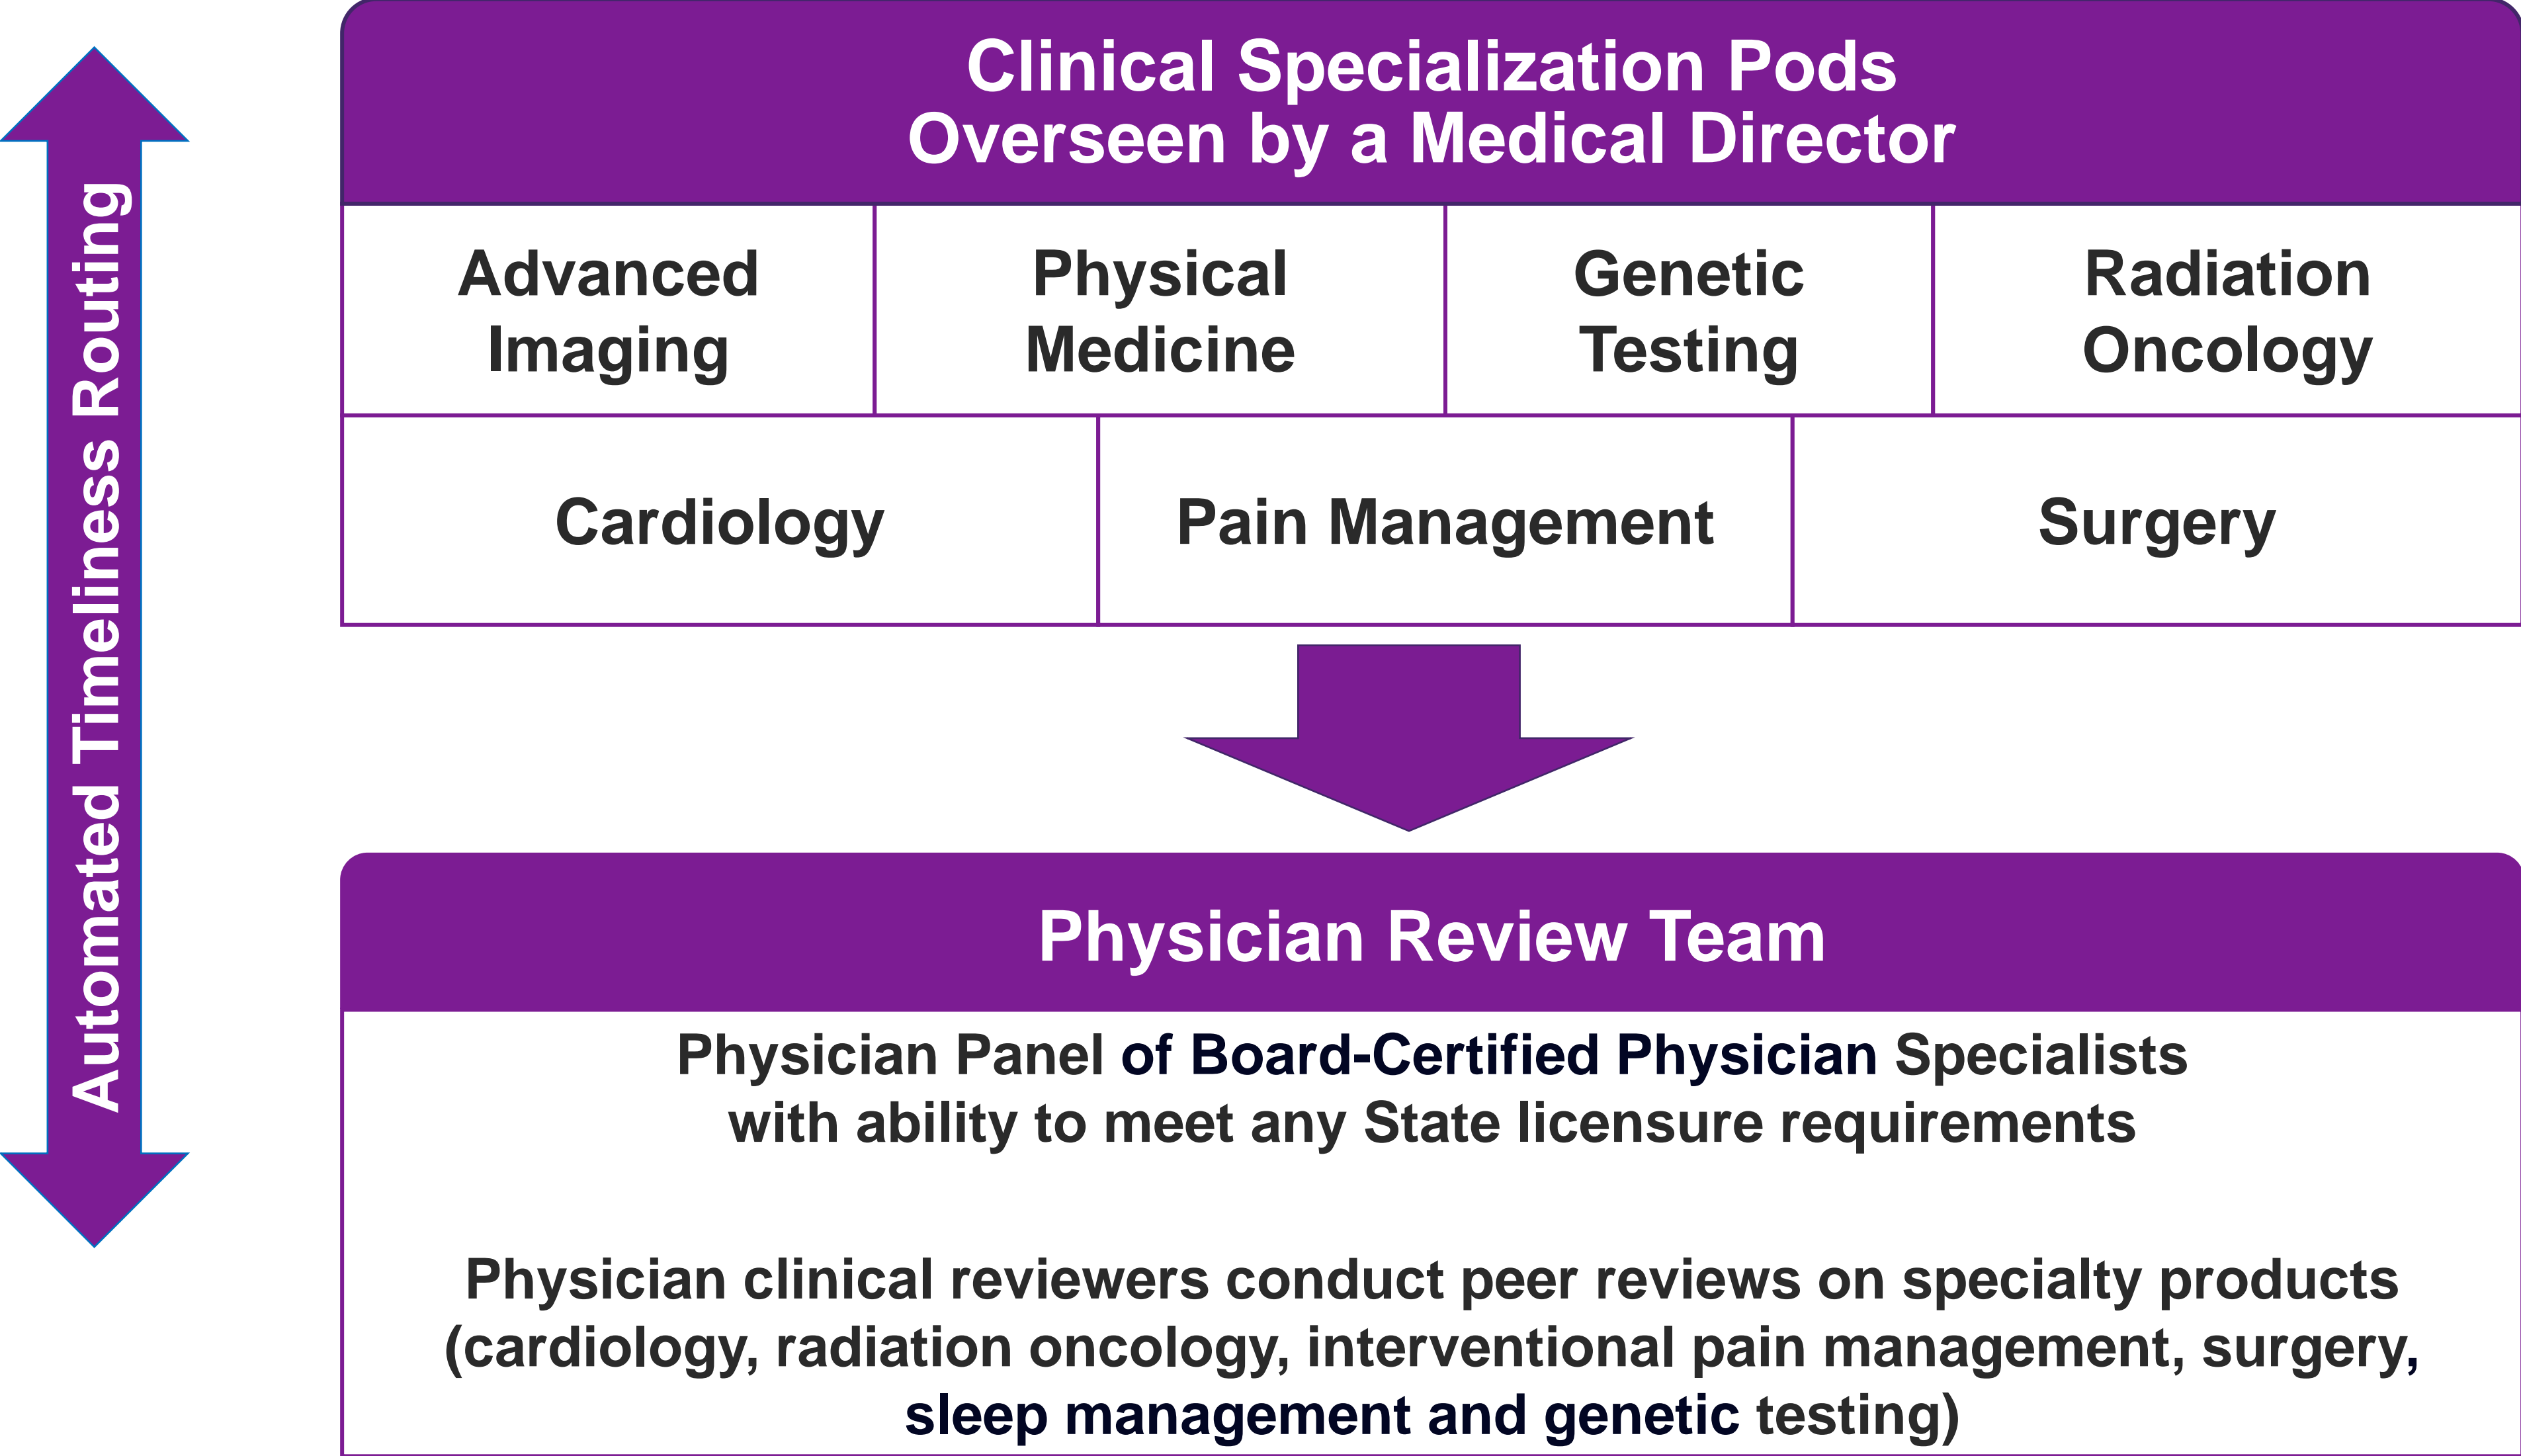 Automated Timeliness Routing
Clinical Specialization Pods
Overseen by a Medical Director
Advanced
Imaging
Physical
Medicine
Genetic
Testing
Radiation
Oncology
Cardiology
Pain Management
Surgery
Physician Review Team
Physician Panel of Board-Certified Physician Specialists
with ability to meet any State licensure requirements
Physician clinical reviewers conduct peer reviews on specialty products
(cardiology, radiation oncology, interventional pain management, surgery,
sleep management and genetic testing)